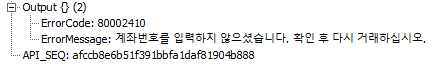 Output {} (2)
ErrorCode: 80002410
ErrorMessage: 계좌번호를 입력하지 않으셨습니다. 확인 후 다시 거래하십시오.
API_SEQ: afccb8e6b51f391bbfa1daf81904b888